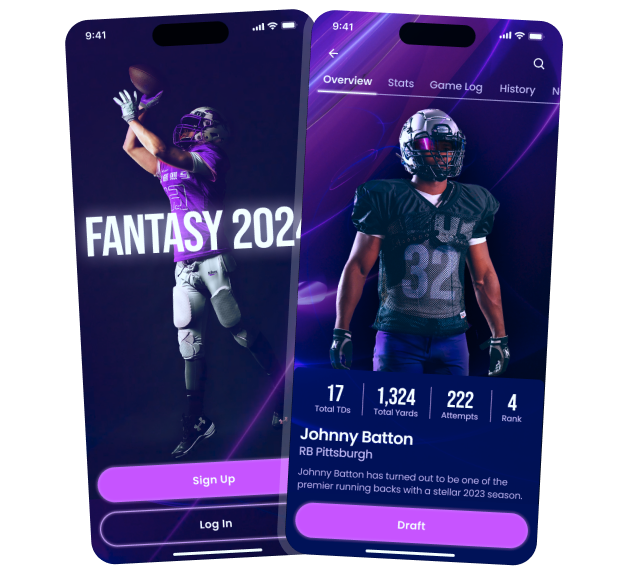 9:41
FANTASY 2024
Sign Up
Log In
9:41
Overview Stats Game Log History
32
17 1,324 222 4
Total TDs Total Yards Attempts Rank
Johnny Batton
RB Pittsburgh
Johnny Batton has turned out to be one of the
premier running backs with a stellar 2023 season.
Draft